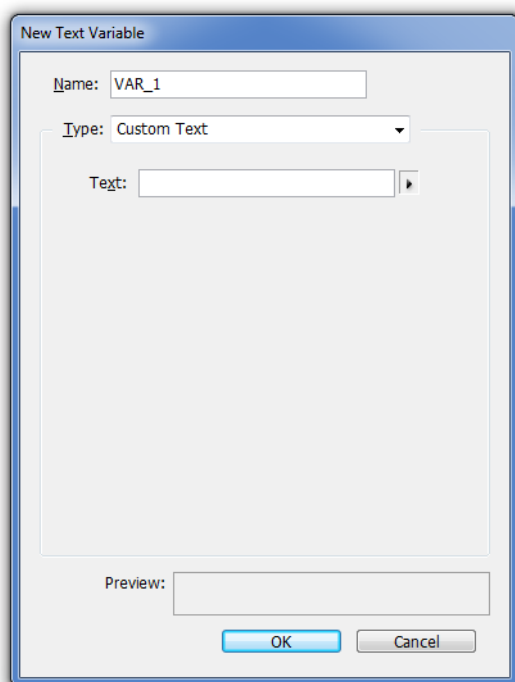 New Text Variable
Name: VAR_1
Type: Custom Text
Text:
Preview:
OK Cancel